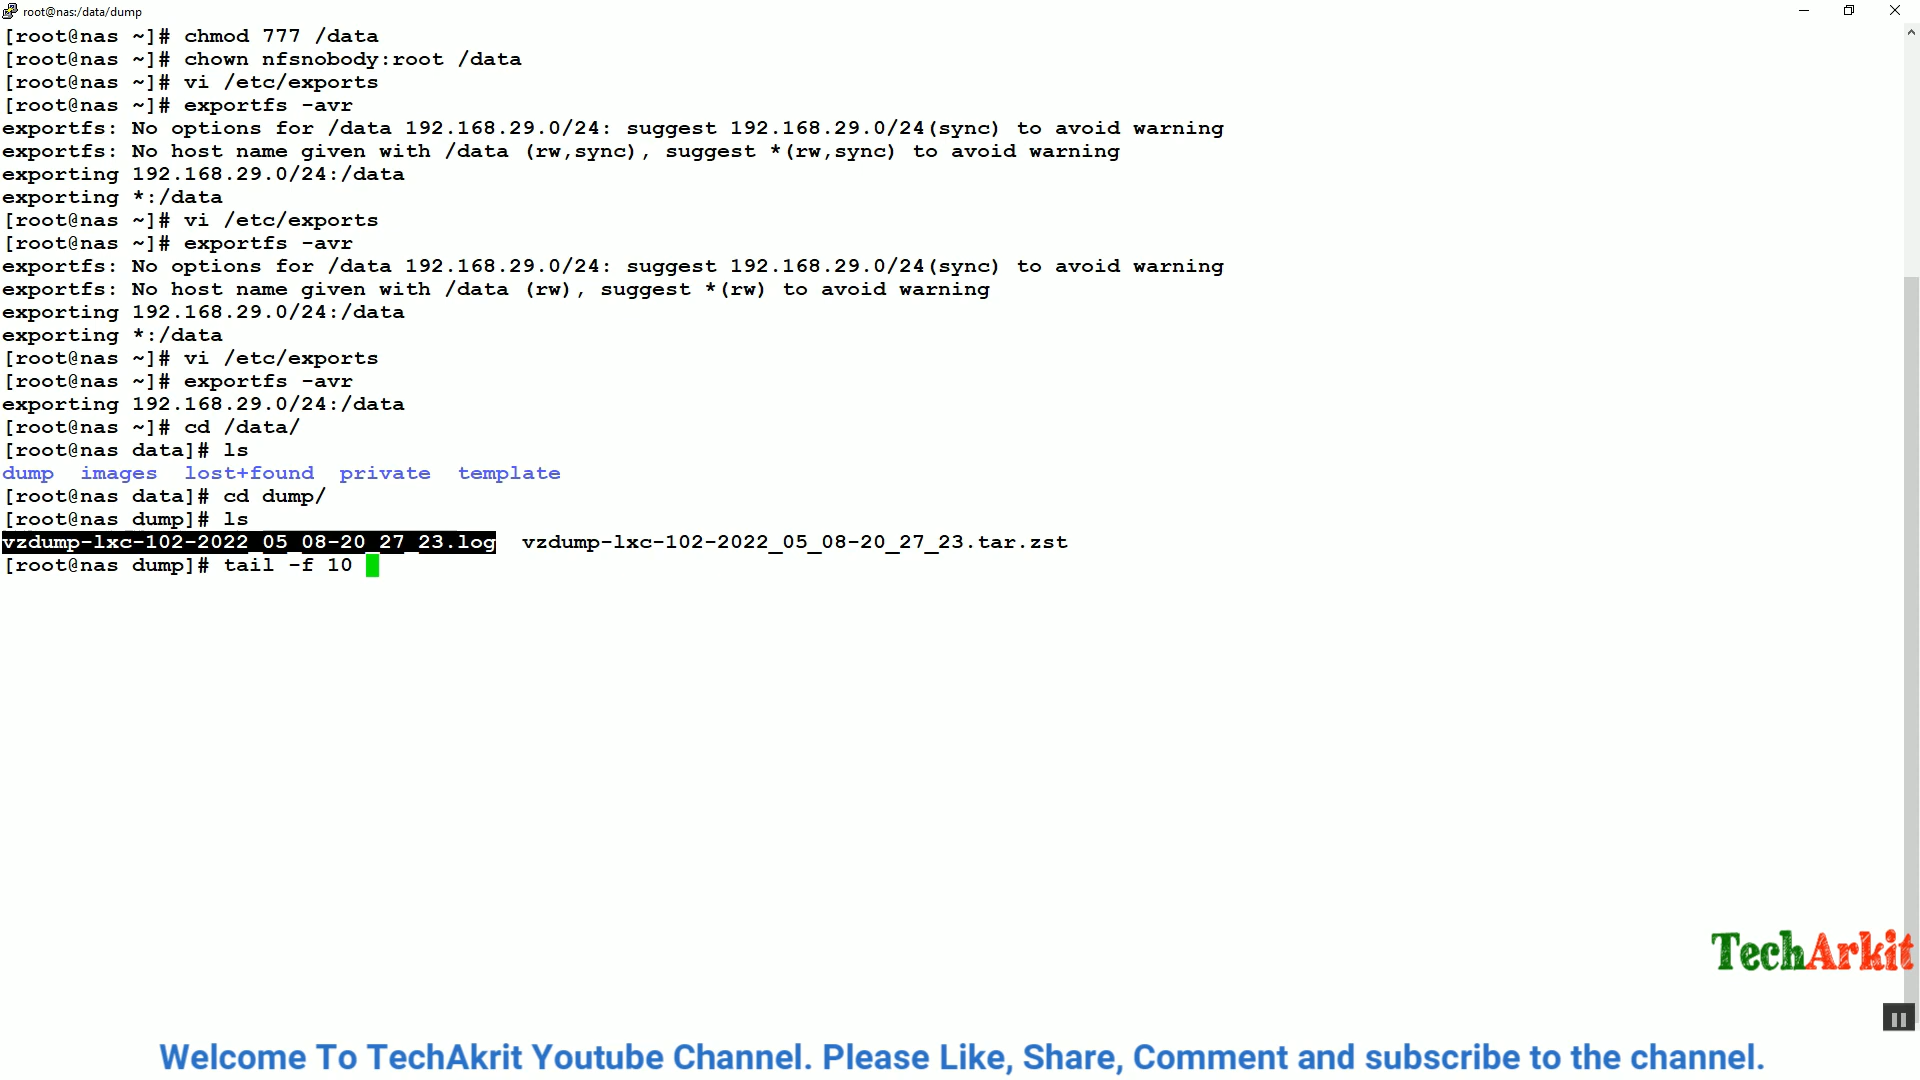 root@nas:/data/dump
[root@nas ~]# chmod 777 /data
[root@nas ~]# chown nfsnobody:root /data
[root@nas ~]# vi /etc/exports
[root@nas ~]# exportfs -avr
exportfs: No options for /data 192.168.29.0/24: suggest 192.168.29.0/24(sync) to avoid warning
exportfs: No host name given with /data (rw,sync), suggest *(rw,sync) to avoid warning
exporting 192.168.29.0/24:/data
exporting *:/data
[root@nas ~]# vi /etc/exports
[root@nas ~]# exportfs -avr
exportfs: No options for /data 192.168.29.0/24: suggest 192.168.29.0/24(sync) to avoid warning
exportfs: No host name given with /data (rw), suggest *(rw) to avoid warning
exporting 192.168.29.0/24:/data
exporting *:/data
[root@nas ~]# vi /etc/exports
[root@nas ~]# exportfs -avr
exporting 192.168.29.0/24:/data
[root@nas ~]# cd /data/
[root@nas data]# ls
dump  images  lost+found  private  template
[root@nas data]# cd dump/
[root@nas dump]# ls
vzdump-lxc-102-2022_05_08-20_27_23.log  vzdump-lxc-102-2022_05_08-20_27_23.tar.zst
[root@nas dump]# tail -f 10
TechArkit
Welcome To TechAkrit Youtube Channel. Please Like, Share, Comment and subscribe to the channel.